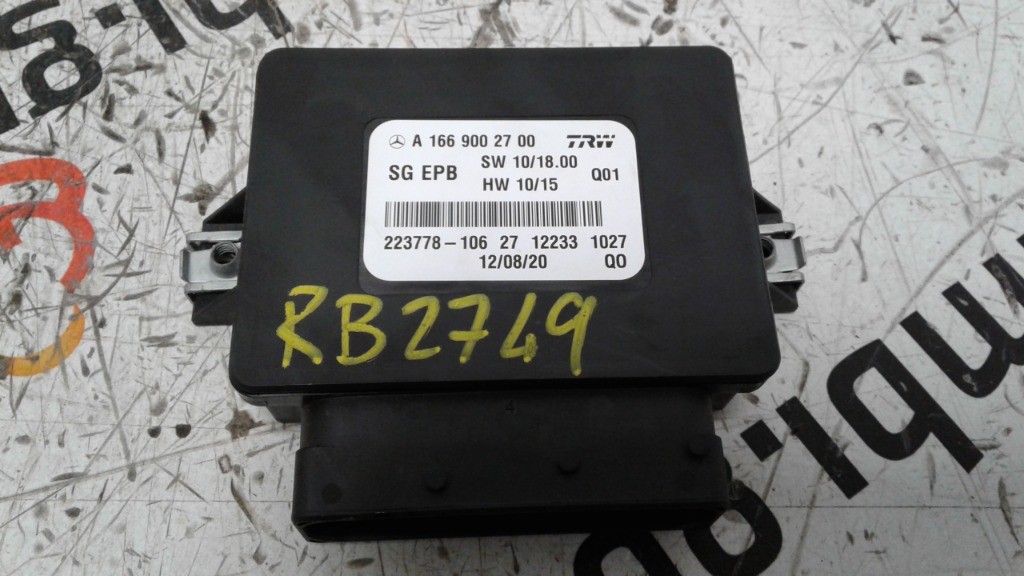 A 166 900 27 00 TRW
SG EPB SW 10/18.00 Q01
HW 10/15
223778-106 27 12233 1027
12/08/20 QO
RB2749
4